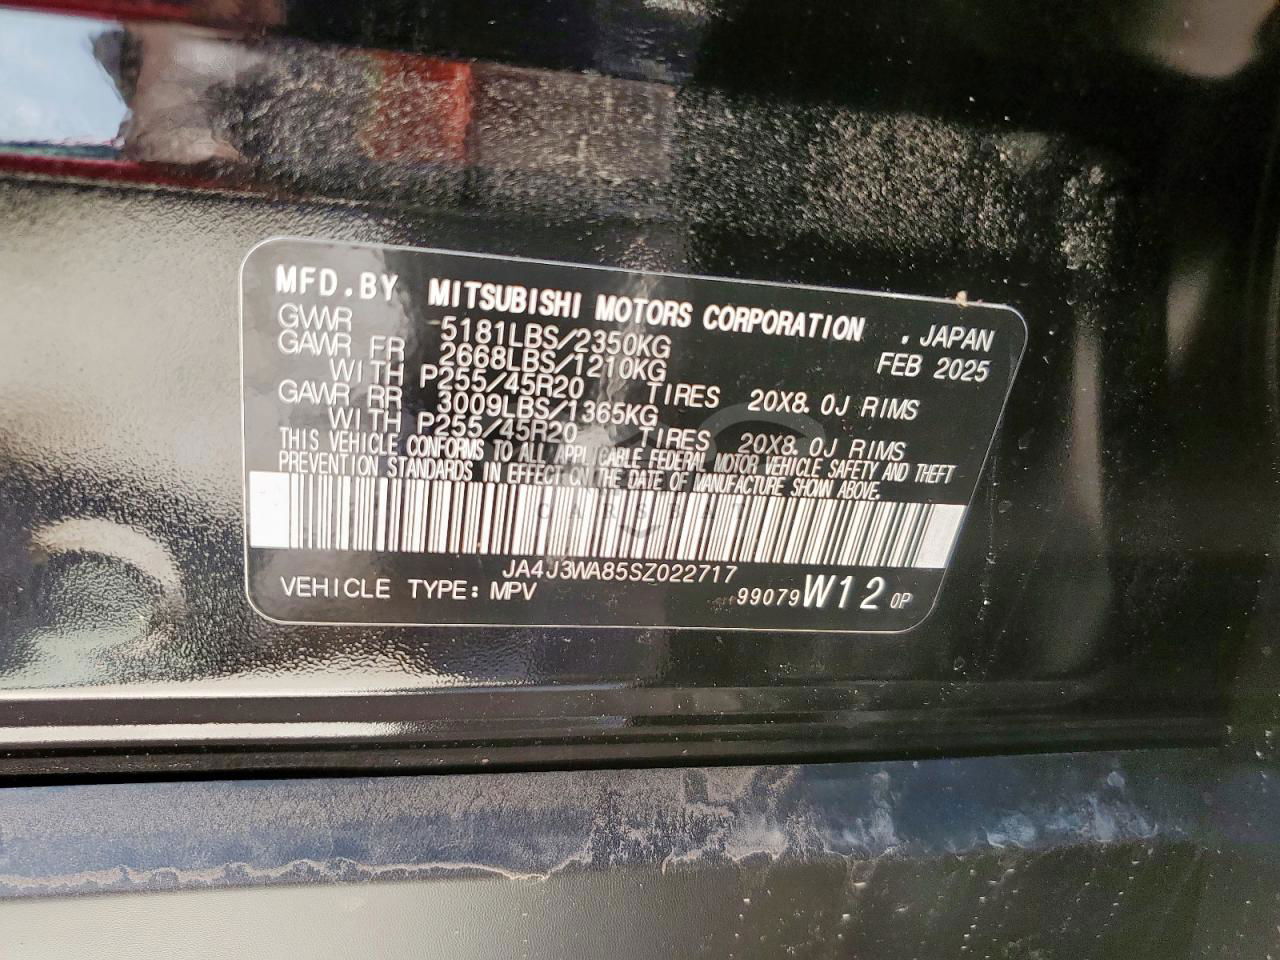 MFD.BY MITSUBISHI MOTORS CORPORATION , JAPAN
GVWR 5181LBS/2350KG FEB 2025
GAWR FR 2668LBS/1210KG
WITH P255/45R20 TIRES 20X8.0J RIMS
GAWR RR 3009LBS/1365KG
WITH P255/45R20 TIRES 20X8.0J RIMS
THIS VEHICLE CONFORMS TO ALL APPLICABLE FEDERAL MOTOR VEHICLE SAFETY AND THEFT
PREVENTION STANDARDS IN EFFECT ON THE DATE OF MANUFACTURE SHOWN ABOVE.
JA4J3WA85SZ022717
VEHICLE TYPE: MPV 99079 W12 0P